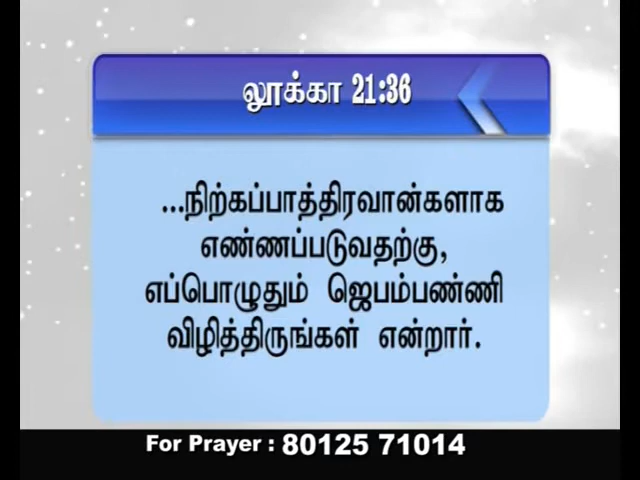 லூக்கா 21:36
...நிற்கப்பாத்திரவான்களாக
எண்ணப்படுவதற்கு,
எப்பொழுதும் ஜெபம்பண்ணி
விழித்திருங்கள் என்றார்.
For Prayer : 80125 71014